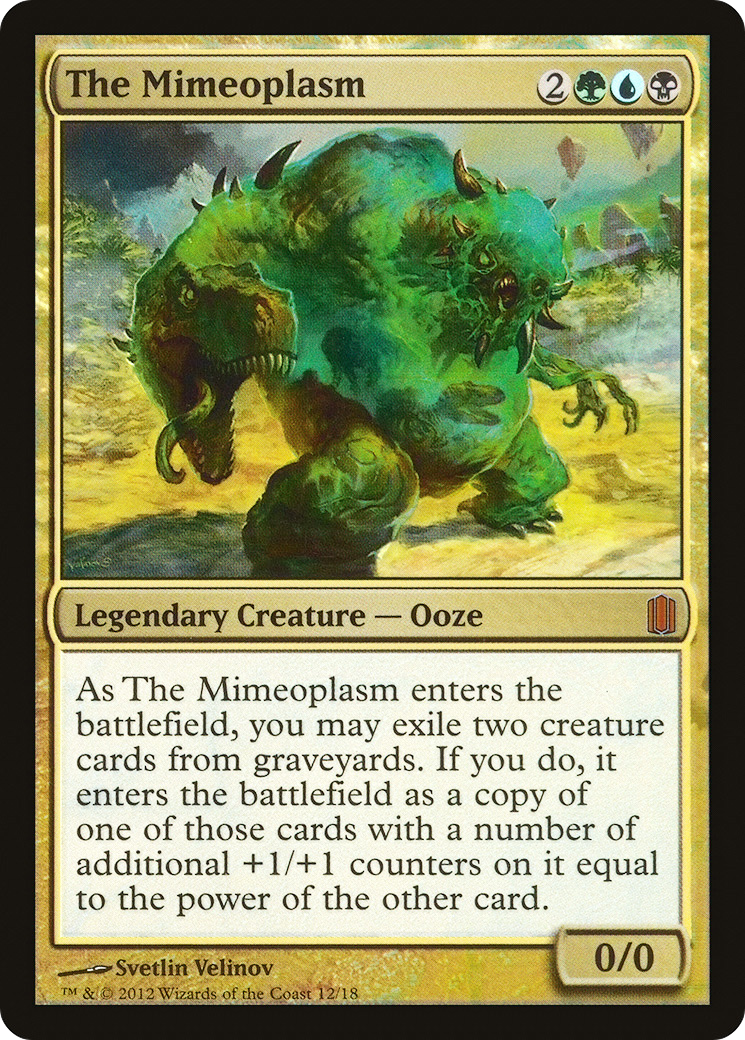 The Mimeoplasm 2
Legendary Creature — Ooze
As The Mimeoplasm enters the
battlefield, you may exile two creature
cards from graveyards. If you do, it
enters the battlefield as a copy of
one of those cards with a number of
additional +1/+1 counters on it equal
to the power of the other card.
0/0
Svetlin Velinov
™ & © 2012 Wizards of the Coast 12/18